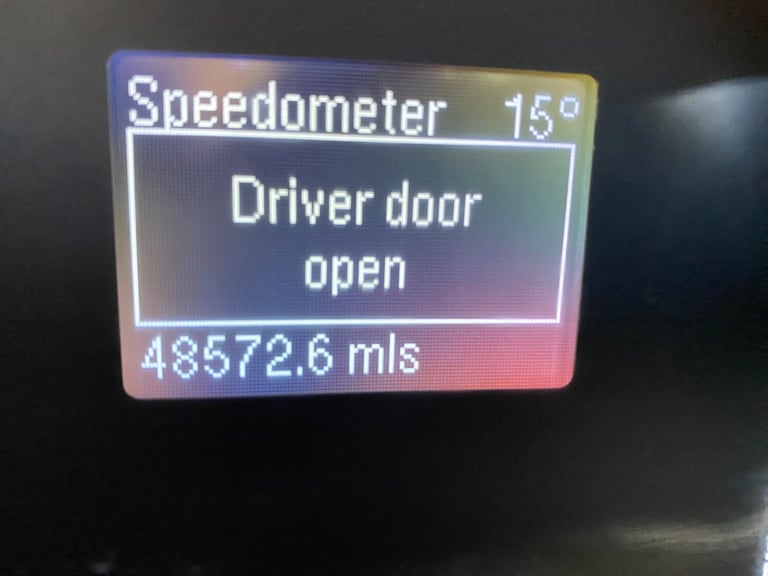 Speedometer 15°
Driver door
open
48572.6 mls